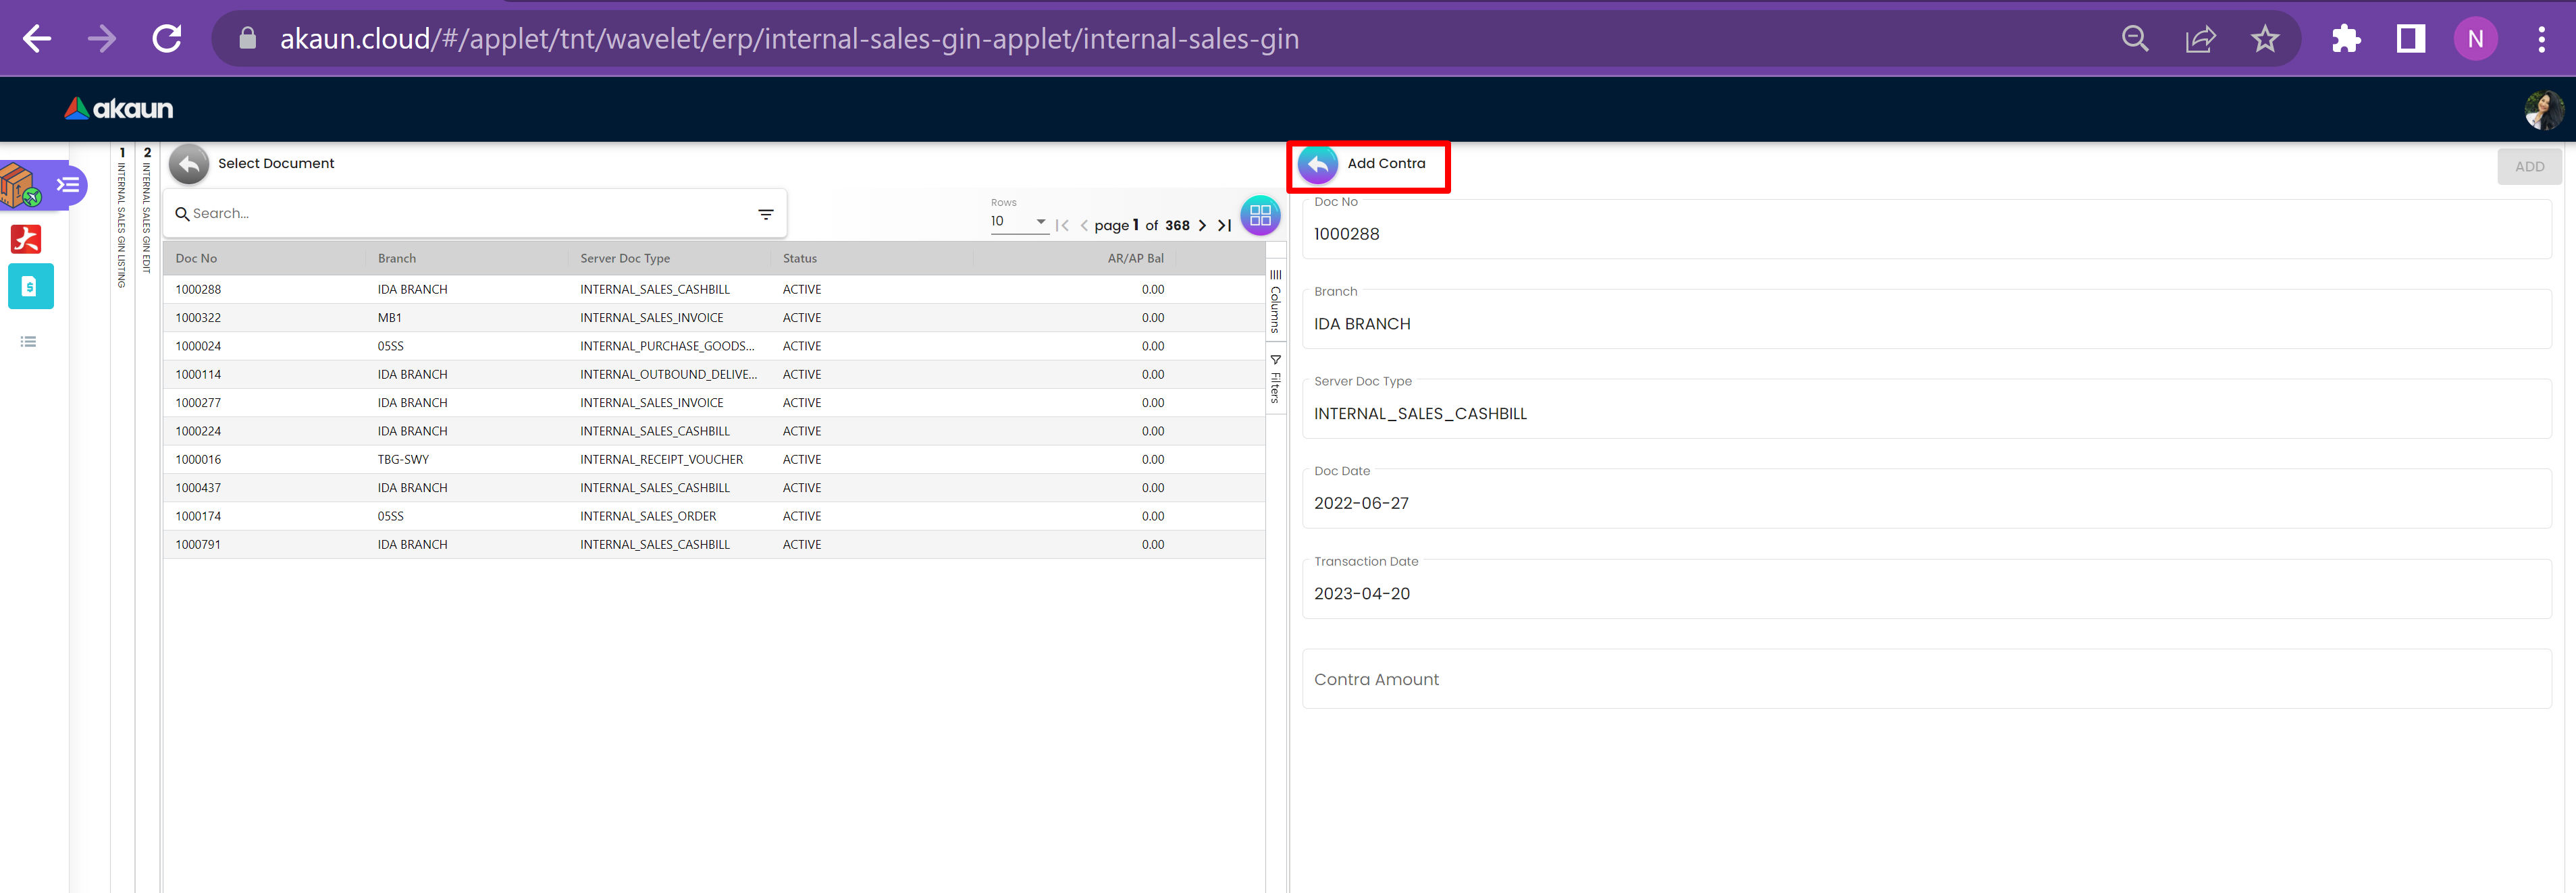 akaun.cloud/#/applet/tnt/wavelet/erp/internal-sales-gin-applet/internal-sales-gin
N
akaun
1 INTERNAL SALES GIN LISTING
2 INTERNAL SALES GIN EDIT
Select Document
Search...
Rows
10
page 1 of 368
Doc No Branch Server Doc Type Status AR/AP Bal
1000288 IDA BRANCH INTERNAL_SALES_CASHBILL ACTIVE 0.00
1000322 MB1 INTERNAL_SALES_INVOICE ACTIVE 0.00
1000024 05SS INTERNAL_PURCHASE_GOODS... ACTIVE 0.00
1000114 IDA BRANCH INTERNAL_OUTBOUND_DELIVE... ACTIVE 0.00
1000277 IDA BRANCH INTERNAL_SALES_INVOICE ACTIVE 0.00
1000224 IDA BRANCH INTERNAL_SALES_CASHBILL ACTIVE 0.00
1000016 TBG-SWY INTERNAL_RECEIPT_VOUCHER ACTIVE 0.00
1000437 IDA BRANCH INTERNAL_SALES_CASHBILL ACTIVE 0.00
1000174 05SS INTERNAL_SALES_ORDER ACTIVE 0.00
1000791 IDA BRANCH INTERNAL_SALES_CASHBILL ACTIVE 0.00
Columns
Filters
Add Contra
ADD
Doc No
1000288
Branch
IDA BRANCH
Server Doc Type
INTERNAL_SALES_CASHBILL
Doc Date
2022-06-27
Transaction Date
2023-04-20
Contra Amount